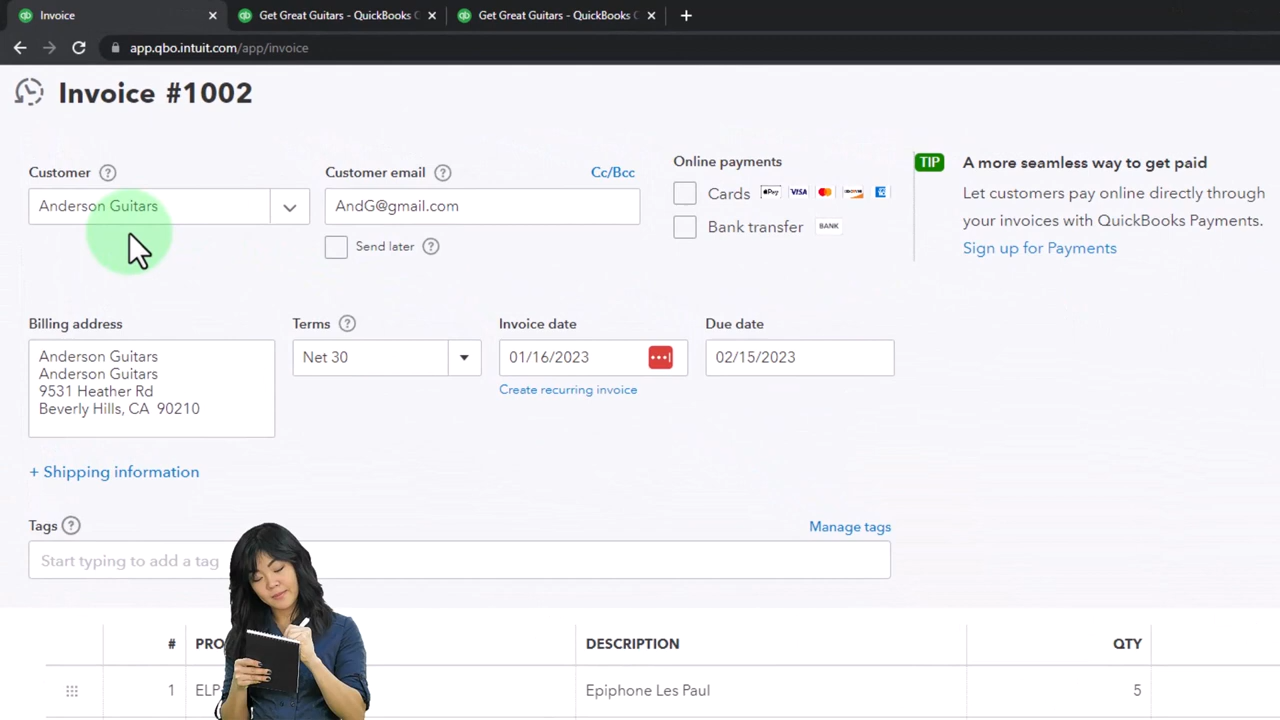 Invoice
Get Great Guitars - QuickBooks
Get Great Guitars - QuickBooks
app.qbo.intuit.com/app/invoice
Invoice #1002
Customer
Customer email
Cc/Bcc
Anderson Guitars
AndG@gmail.com
Send later
Online payments
Cards
Pay
VISA
Bank transfer
BANK
TIP
A more seamless way to get paid
Let customers pay online directly through
your invoices with QuickBooks Payments.
Sign up for Payments
Billing address
Terms
Invoice date
Due date
Anderson Guitars
Anderson Guitars
9531 Heather Rd
Beverly Hills, CA 90210
Net 30
01/16/2023
02/15/2023
Create recurring invoice
+ Shipping information
Tags
Manage tags
Start typing to add a tag
# PRO DESCRIPTION QTY
1 ELP Epiphone Les Paul 5